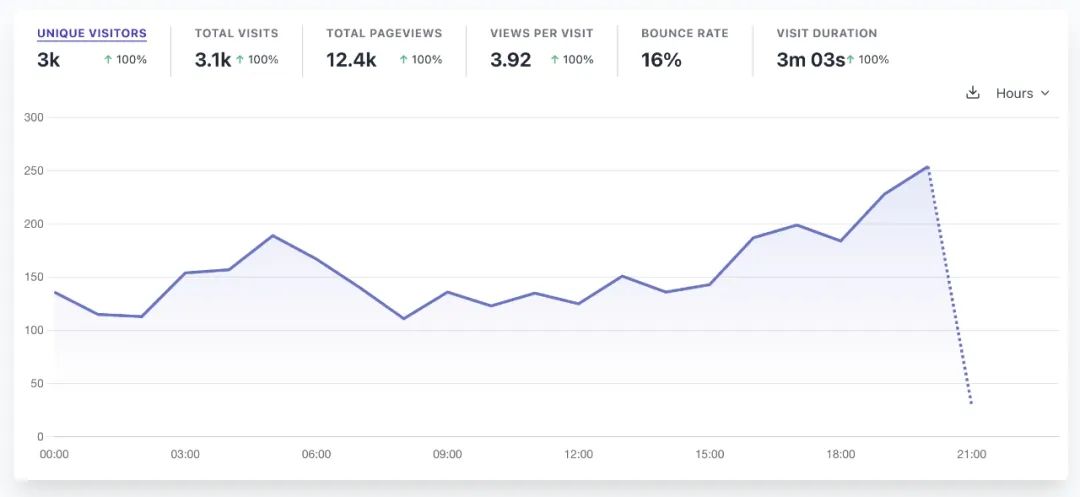 UNIQUE VISITORS TOTAL VISITS TOTAL PAGEVIEWS VIEWS PER VISIT BOUNCE RATE VISIT DURATION
3k ↑ 100% 3.1k ↑ 100% 12.4k ↑ 100% 3.92 ↑ 100% 16% 3m 03s ↑ 100%
Hours
300
250
200
150
100
50
0
00:00 03:00 06:00 09:00 12:00 15:00 18:00 21:00